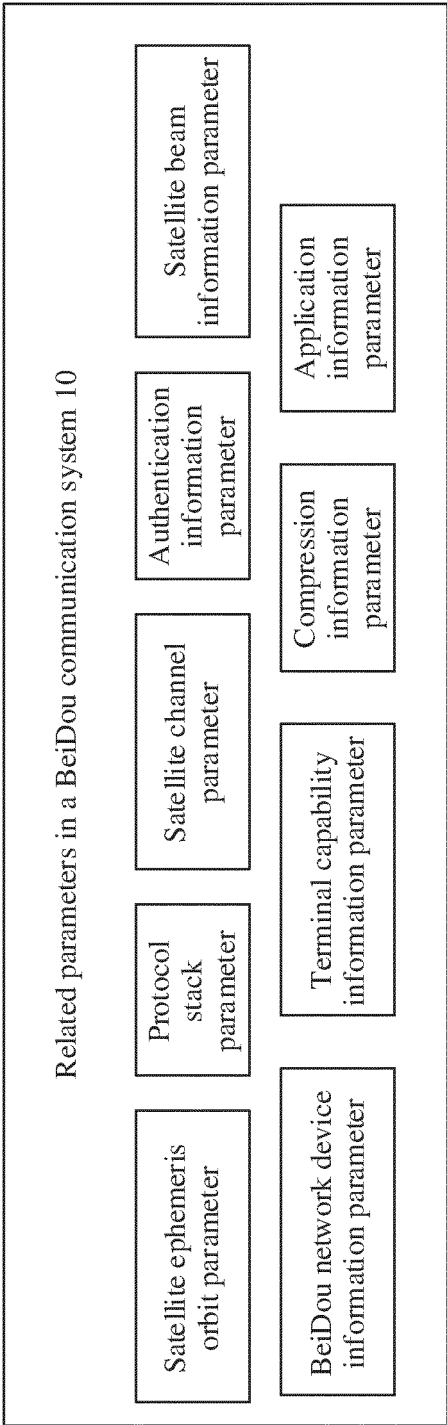 Related parameters in a BeiDou communication system 10
Satellite ephemeris
orbit parameter
Protocol
stack
parameter
Satellite channel
parameter
Authentication
information
parameter
Satellite beam
information parameter
BeiDou network device
information parameter
Terminal capability
information parameter
Compression
information
parameter
Application
information
parameter